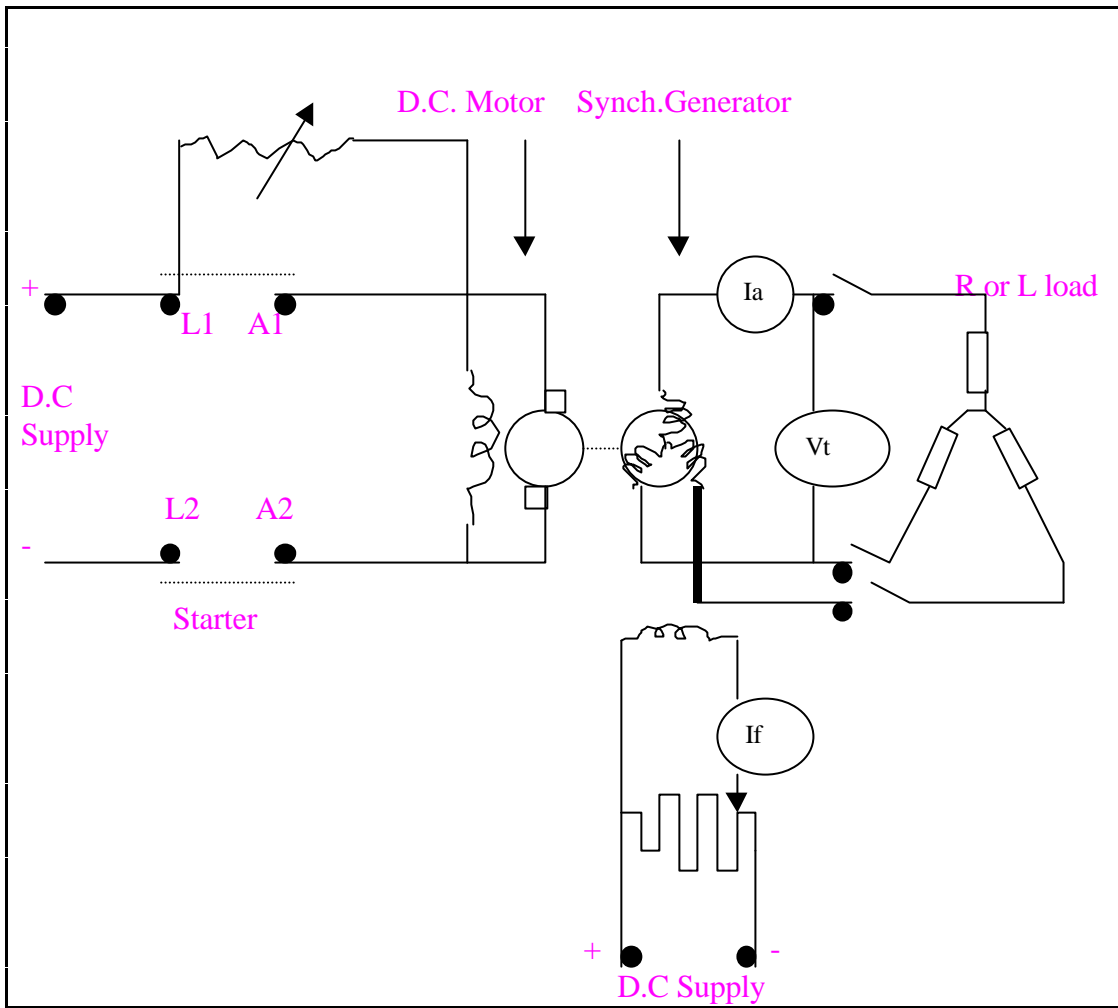 D.C. Motor
Synch.Generator
+
L1
A1
Ia
R or L load
D.C
Supply
Vt
L2
A2
-
Starter
If
+
-
D.C Supply